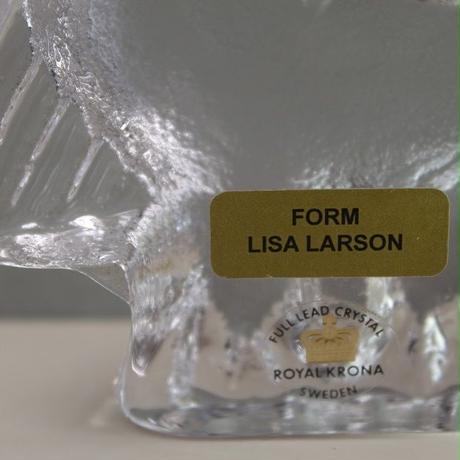 FORM
LISA LARSON
FULL LEAD CRYSTAL
ROYAL KRONA
SWEDEN